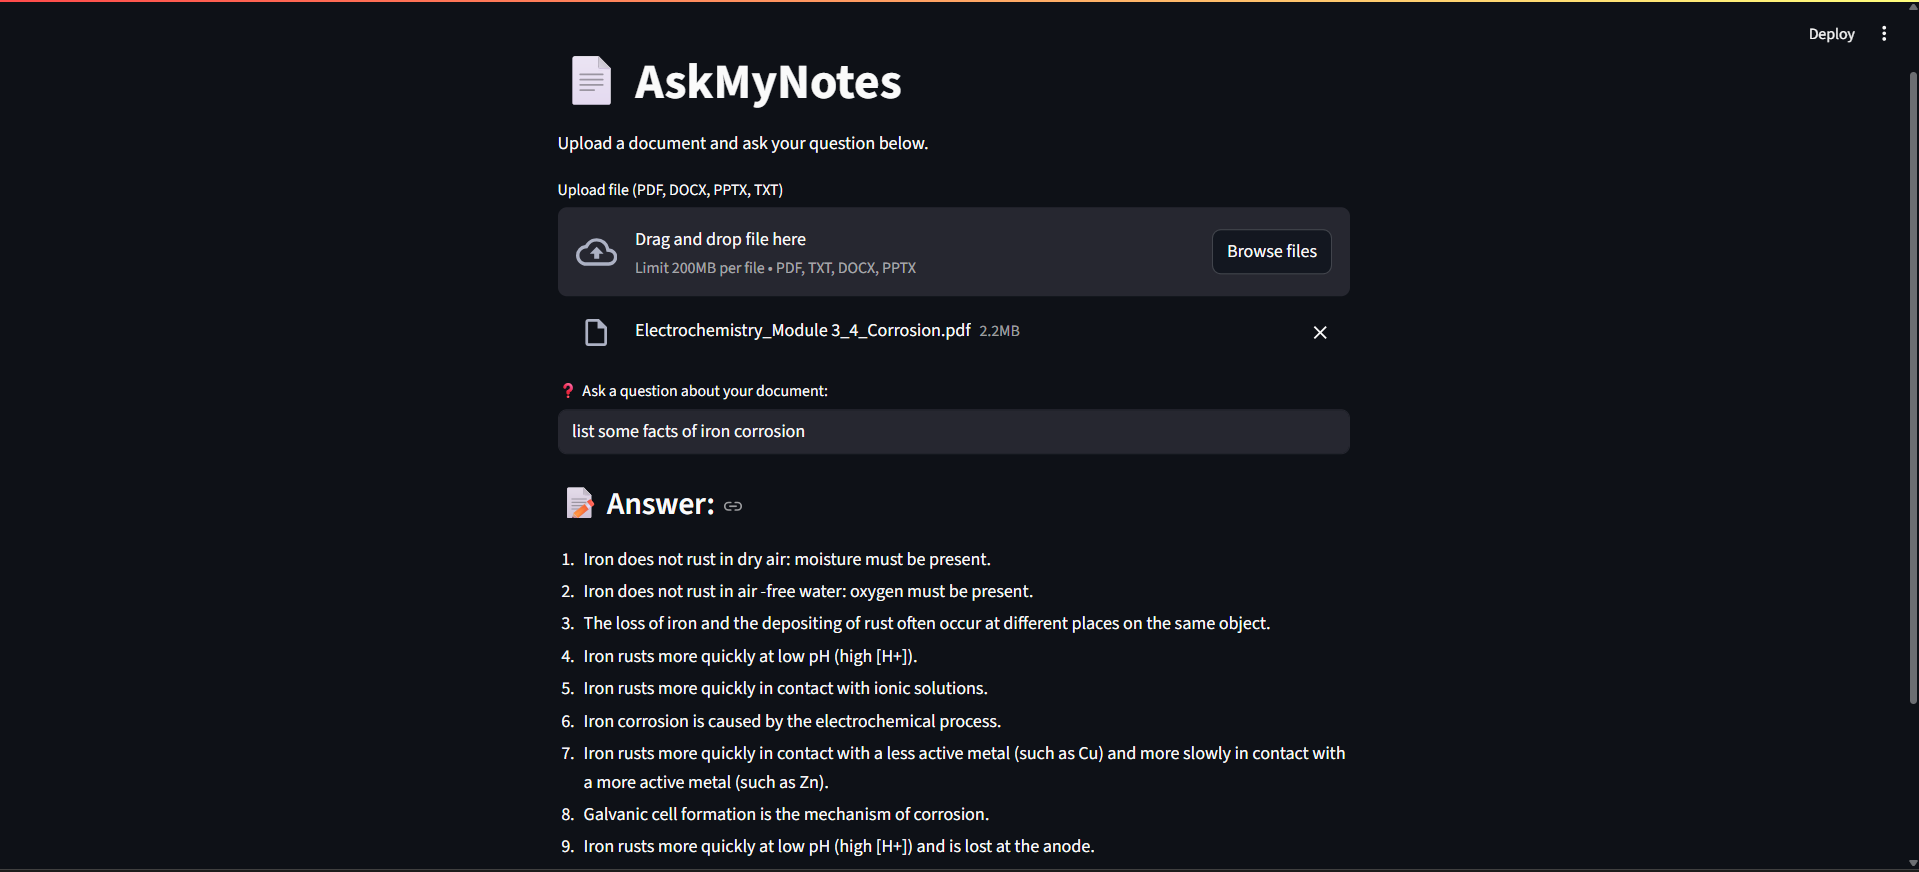 Deploy
AskMyNotes
Upload a document and ask your question below.
Upload file (PDF, DOCX, PPTX, TXT)
Drag and drop file here
Limit 200MB per file • PDF, TXT, DOCX, PPTX
Browse files
Electrochemistry_Module 3_4_Corrosion.pdf 2.2MB
❓ Ask a question about your document:
list some facts of iron corrosion
Answer:
1. Iron does not rust in dry air: moisture must be present.
2. Iron does not rust in air -free water: oxygen must be present.
3. The loss of iron and the depositing of rust often occur at different places on the same object.
4. Iron rusts more quickly at low pH (high [H+]).
5. Iron rusts more quickly in contact with ionic solutions.
6. Iron corrosion is caused by the electrochemical process.
7. Iron rusts more quickly in contact with a less active metal (such as Cu) and more slowly in contact with
a more active metal (such as Zn).
8. Galvanic cell formation is the mechanism of corrosion.
9. Iron rusts more quickly at low pH (high [H+]) and is lost at the anode.